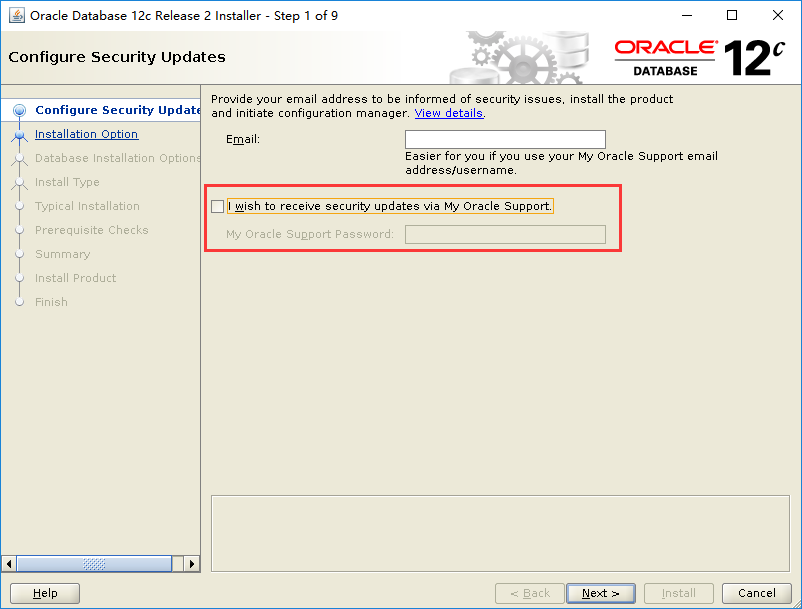 Oracle Database 12c Release 2 Installer - Step 1 of 9
Configure Security Updates
ORACLE®
DATABASE
12c
Configure Security Update
Installation Option
Database Installation Options
Install Type
Typical Installation
Prerequisite Checks
Summary
Install Product
Finish
Provide your email address to be informed of security issues, install the product
and initiate configuration manager. View details.
Email:
Easier for you if you use your My Oracle Support email
address/username.
I wish to receive security updates via My Oracle Support.
My Oracle Support Password:
Help
< Back
Next >
Install
Cancel